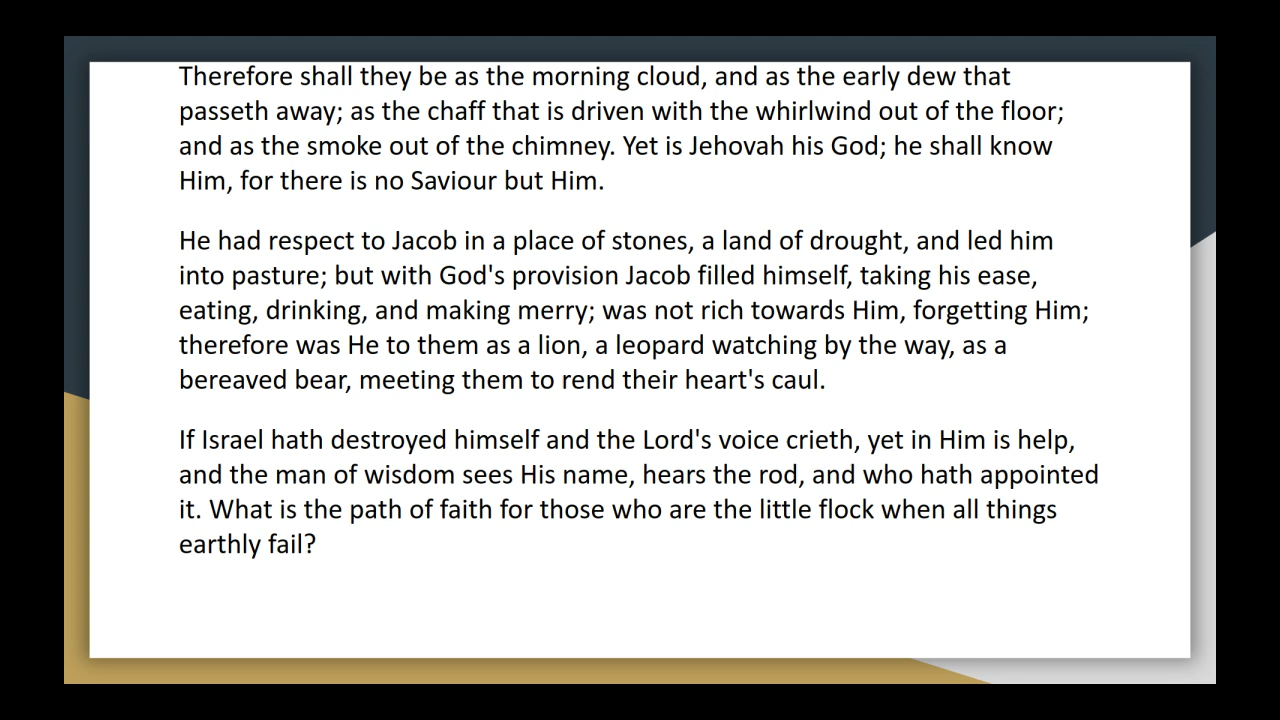 Therefore shall they be as the morning cloud, and as the early dew that
passeth away; as the chaff that is driven with the whirlwind out of the floor;
and as the smoke out of the chimney. Yet is Jehovah his God; he shall know
Him, for there is no Saviour but Him.
He had respect to Jacob in a place of stones, a land of drought, and led him
into pasture; but with God's provision Jacob filled himself, taking his ease,
eating, drinking, and making merry; was not rich towards Him, forgetting Him;
therefore was He to them as a lion, a leopard watching by the way, as a
bereaved bear, meeting them to rend their heart's caul.
If Israel hath destroyed himself and the Lord's voice crieth, yet in Him is help,
and the man of wisdom sees His name, hears the rod, and who hath appointed
it. What is the path of faith for those who are the little flock when all things
earthly fail?